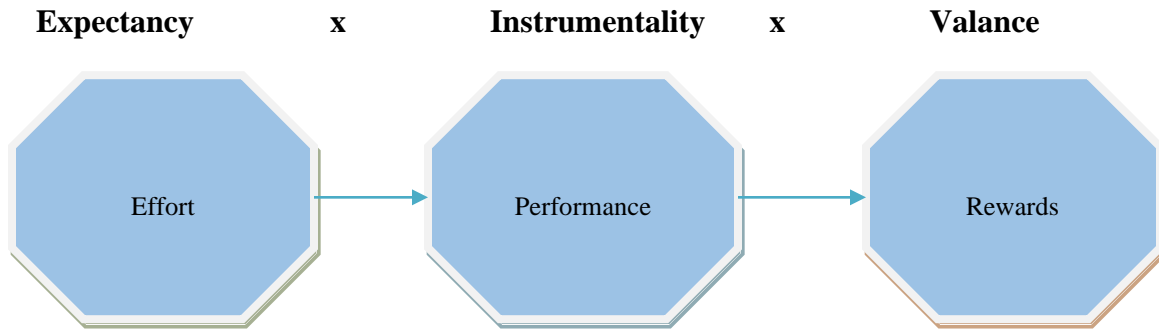 Expectancy x Instrumentality x Valance
Effort Performance Rewards